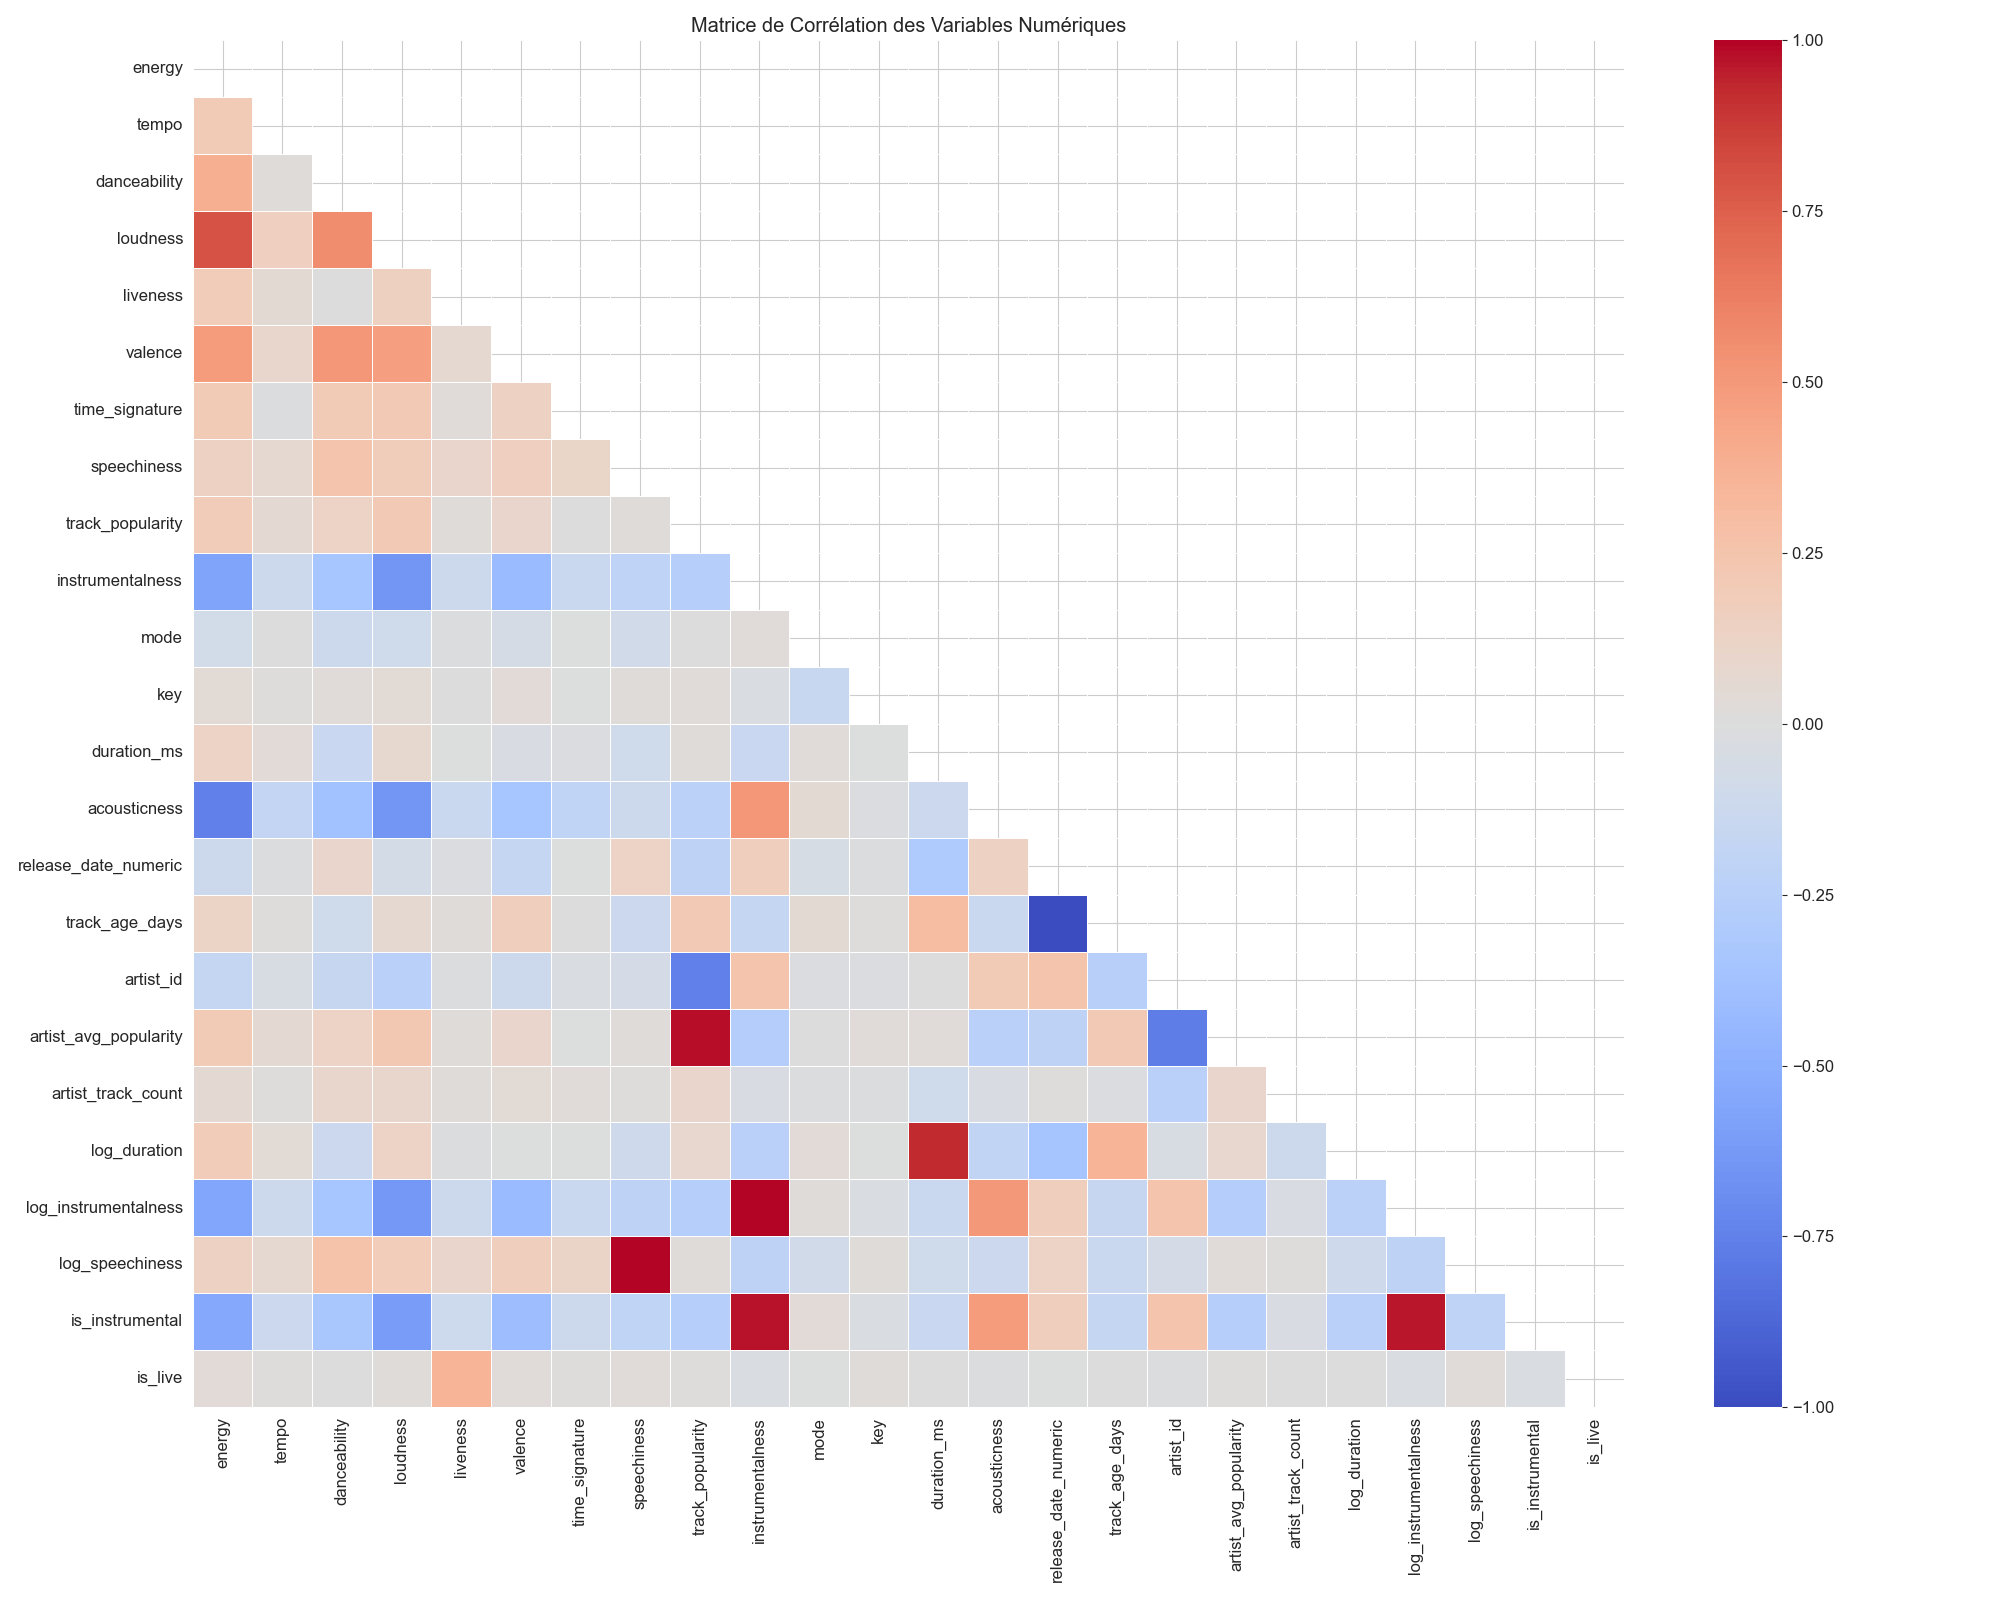 Matrice de Corrélation des Variables Numériques
energy
tempo
danceability
loudness
liveness
valence
time_signature
speechiness
track_popularity
instrumentalness
mode
key
duration_ms
acousticness
release_date_numeric
track_age_days
artist_id
artist_avg_popularity
artist_track_count
log_duration
log_instrumentalness
log_speechiness
is_instrumental
is_live
energy
tempo
danceability
loudness
liveness
valence
time_signature
speechiness
track_popularity
instrumentalness
mode
key
duration_ms
acousticness
release_date_numeric
track_age_days
artist_id
artist_avg_popularity
artist_track_count
log_duration
log_instrumentalness
log_speechiness
is_instrumental
is_live
1.00
0.75
0.50
0.25
0.00
−0.25
−0.50
−0.75
−1.00